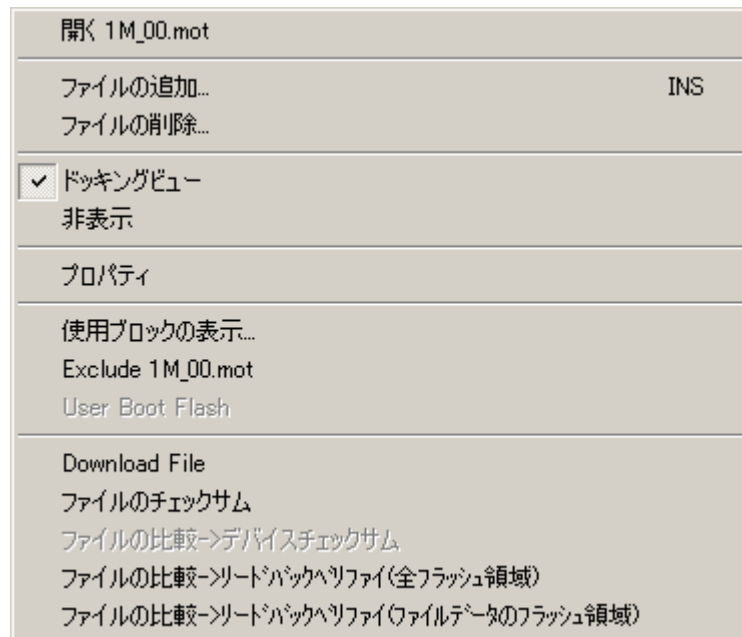 開く 1M_00.mot
ファイルの追加... INS
ファイルの削除...
ドッキングビュー
非表示
プロパティ
使用ブロックの表示...
Exclude 1M_00.mot
User Boot Flash
Download File
ファイルのチェックサム
ファイルの比較->デバイスチェックサム
ファイルの比較->リードバックベリファイ(全フラッシュ領域)
ファイルの比較->リードバックベリファイ(ファイルデータのフラッシュ領域)